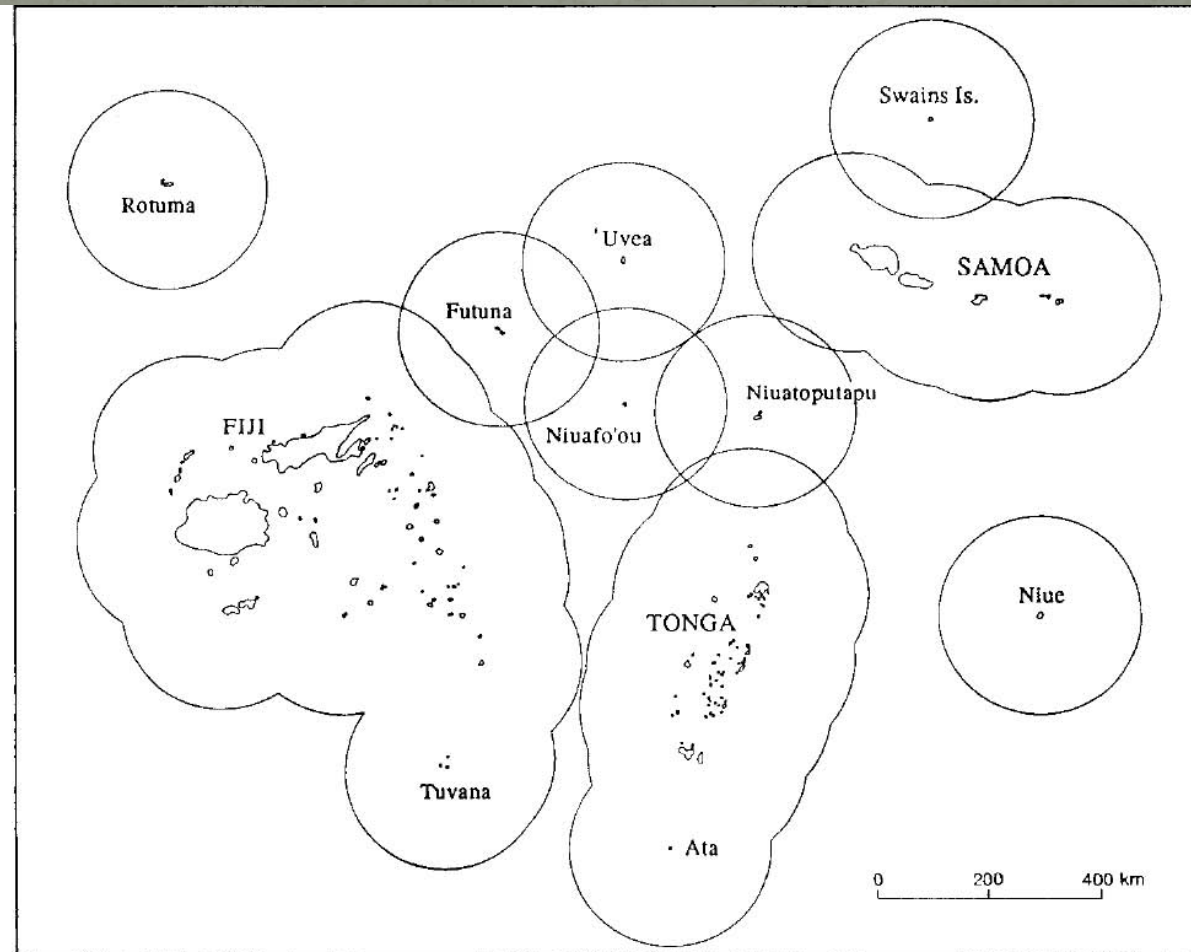 Swains Is.
Rotuma
'Uvea
SAMOA
Futuna
Niuatoputapu
FIJI
Niuafo'ou
Niue
TONGA
Tuvana
Ata
0 200 400 km